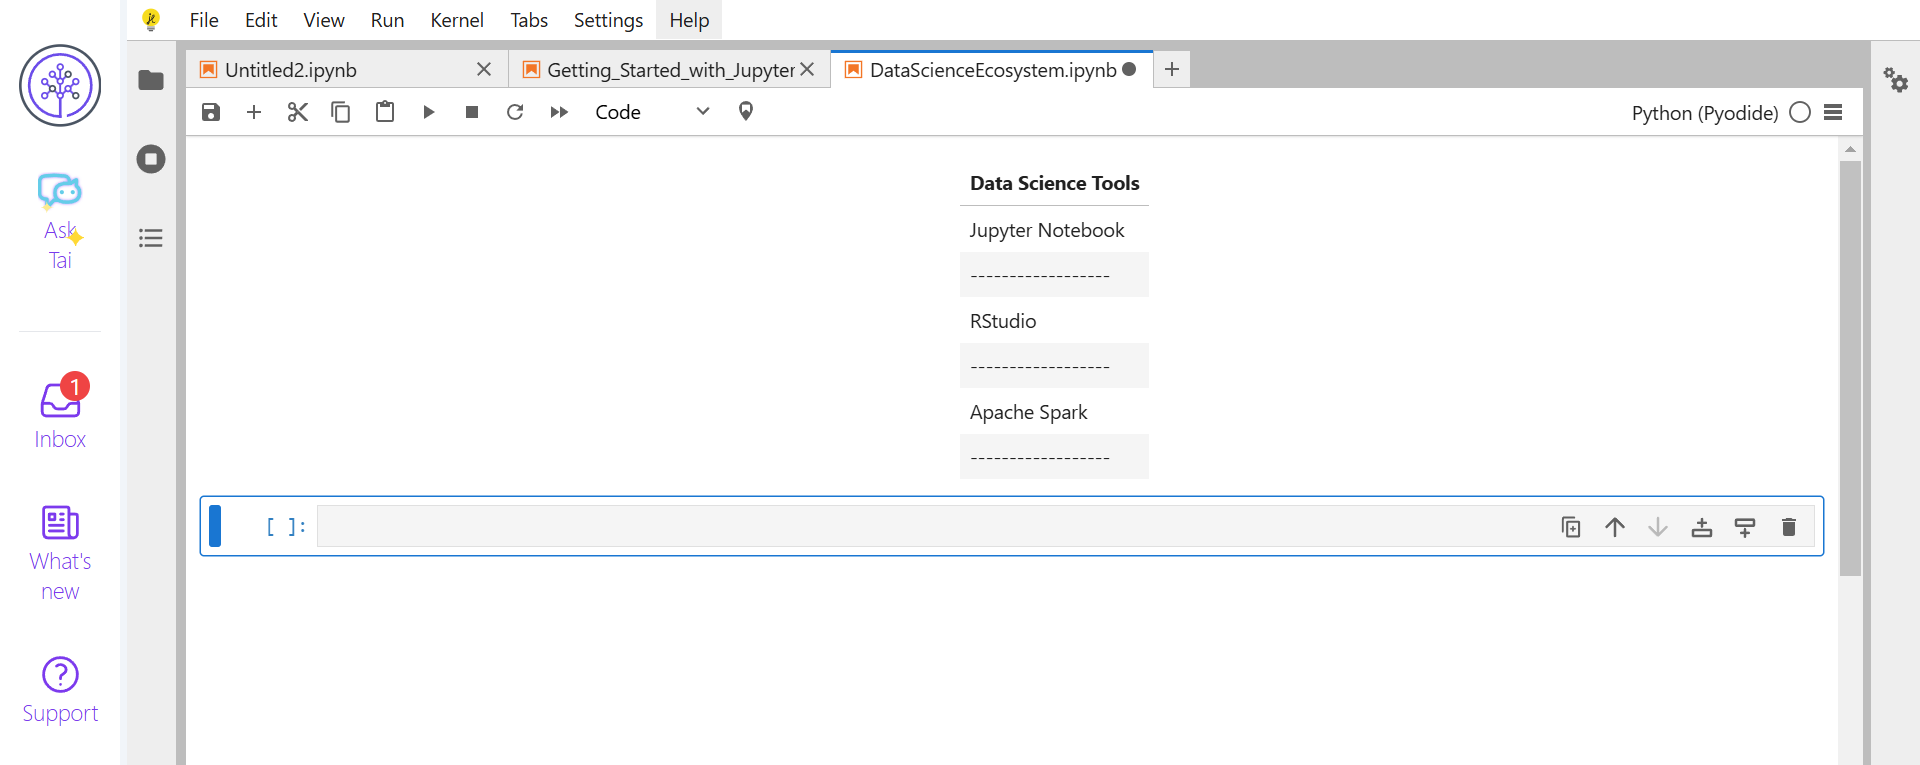 File Edit View Run Kernel Tabs Settings Help
Untitled2.ipynb Getting_Started_with_Jupyter DataScienceEcosystem.ipynb
Code Python (Pyodide)
Data Science Tools
Jupyter Notebook
------------------
RStudio
------------------
Apache Spark
------------------
[ ]:
Ask
Tai
1
Inbox
What's
new
Support